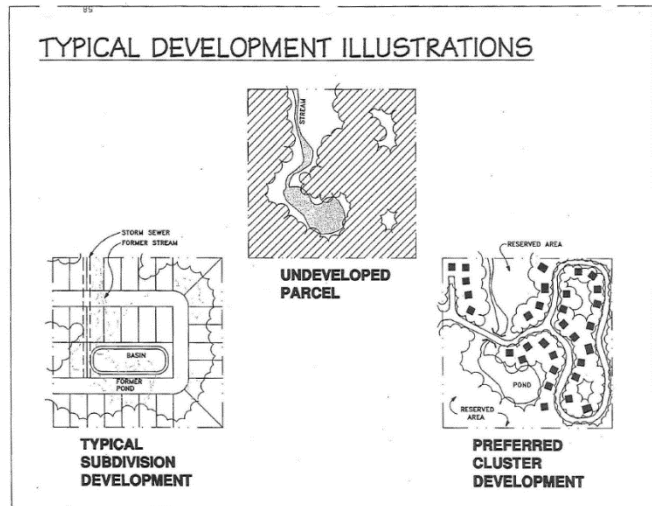 TYPICAL DEVELOPMENT ILLUSTRATIONS
STREAM
UNDEVELOPED
PARCEL
STORM SEWER
FORMER STREAM
BASIN
FORMER
POND
TYPICAL
SUBDIVISION
DEVELOPMENT
RESERVED AREA
POND
RESERVED
AREA
PREFERRED
CLUSTER
DEVELOPMENT